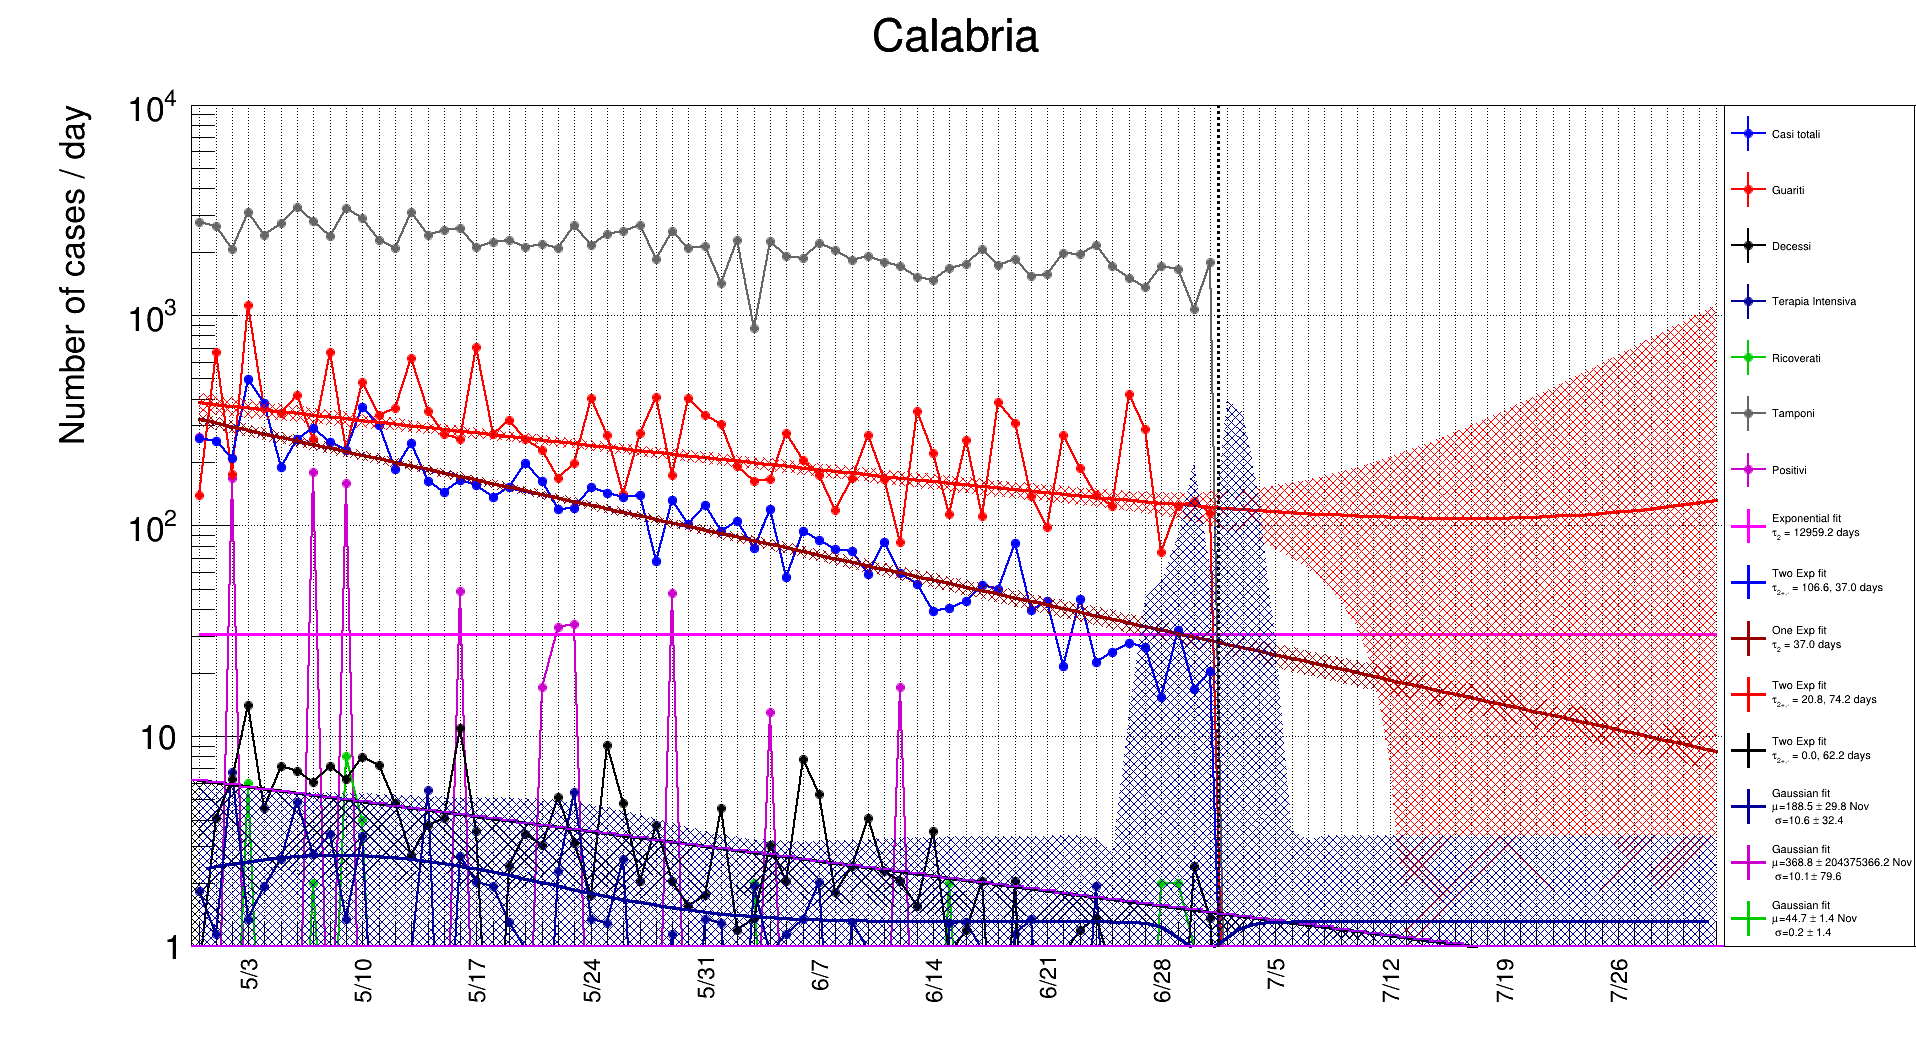 Calabria
Number of cases / day
10^4
10^3
10^2
10
1
5/3
5/10
5/17
5/24
5/31
6/7
6/14
6/21
6/28
7/5
7/12
7/19
7/26
Casi totali
Guariti
Decessi
Terapia Intensiva
Ricoverati
Tamponi
Positivi
Exponential fit
τ2 = 12959.2 days
Two Exp fit
τ2+,- = 106.6, 37.0 days
One Exp fit
τ2 = 37.0 days
Two Exp fit
τ2+,- = 20.8, 74.2 days
Two Exp fit
τ2+,- = 0.0, 62.2 days
Gaussian fit
μ=188.5 ± 29.8 Nov
σ=10.6 ± 32.4
Gaussian fit
μ=368.8 ± 204375366.2 Nov
σ=10.1 ± 79.6
Gaussian fit
μ=44.7 ± 1.4 Nov
σ=0.2 ± 1.4